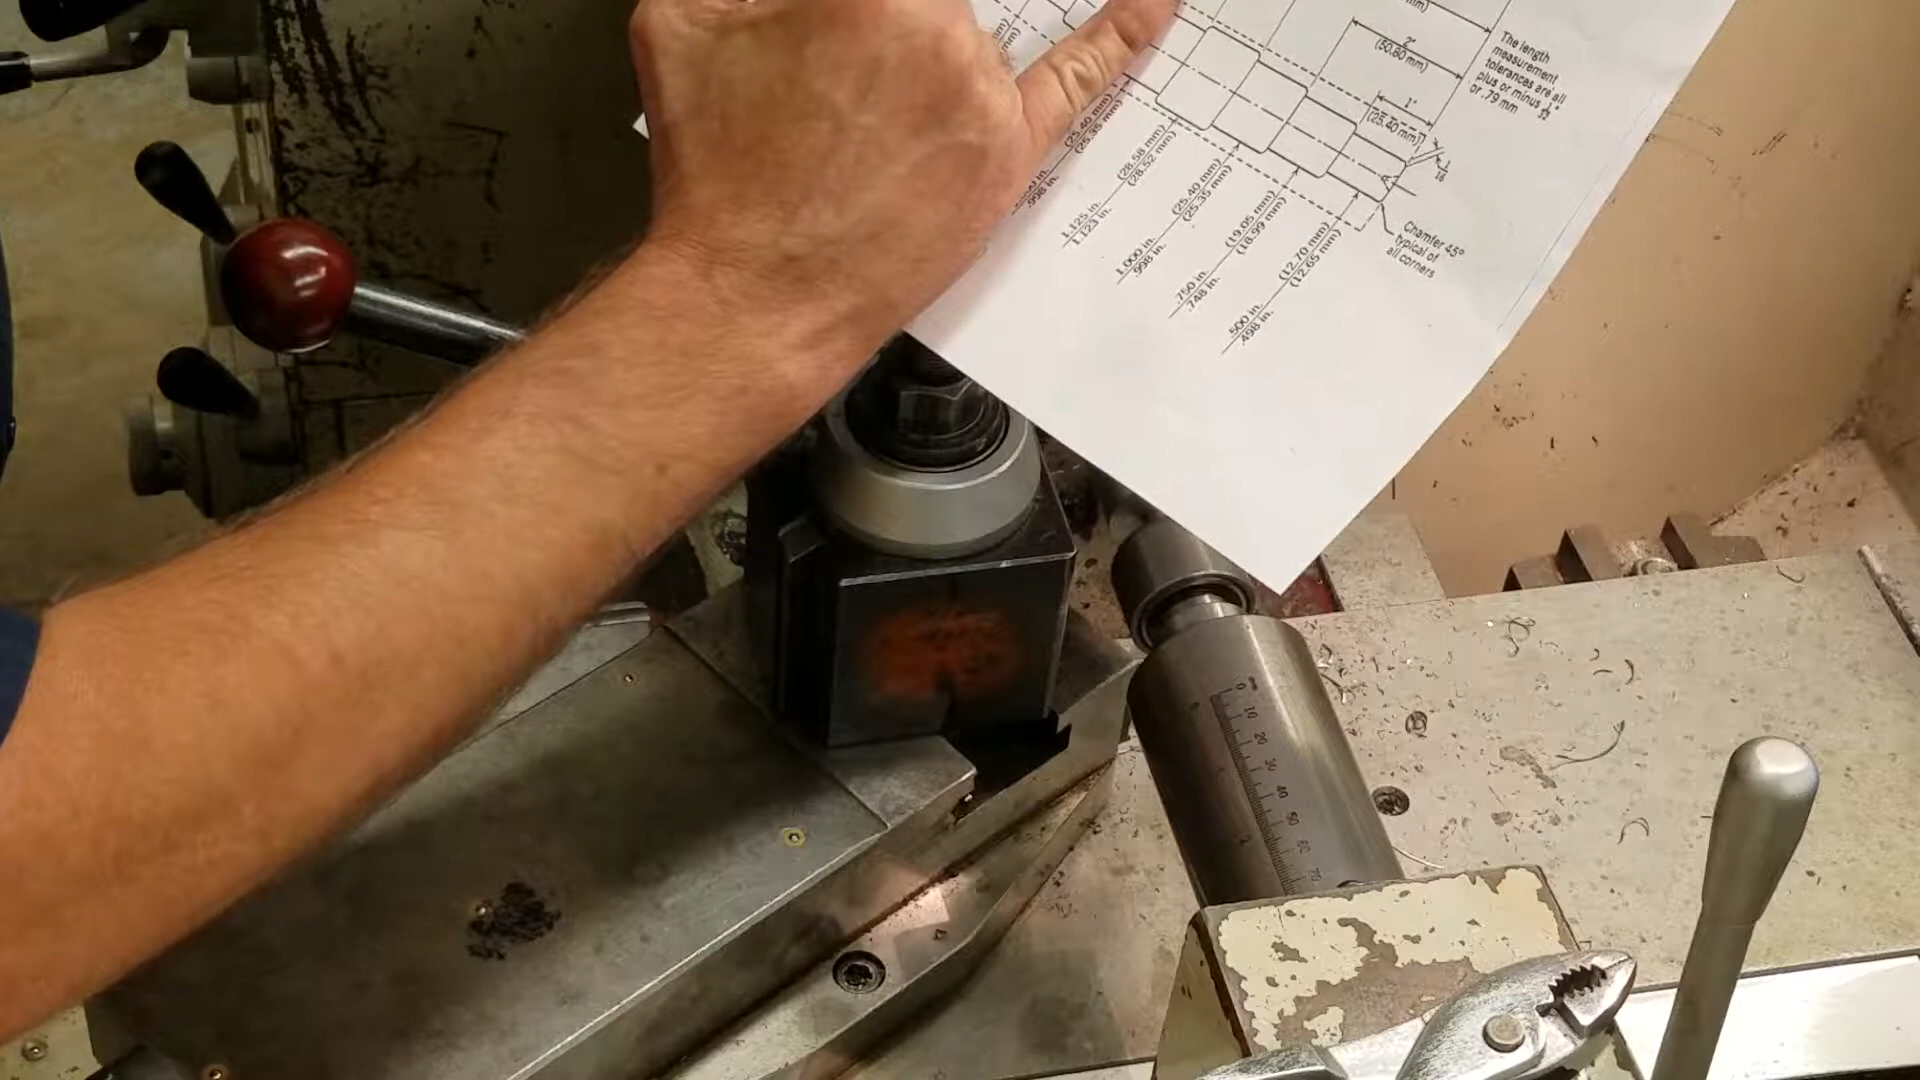 mm)
2"
(50.80 mm)
The length
measurement
tolerances are all
plus or minus 1/32"
or .79 mm
1"
(25.40 mm)
1/16
Chamfer 45°
typical of
all corners
(25.40 mm)
(25.35 mm)
.998 in.
1.125 in. (28.58 mm)
1.123 in. (28.52 mm)
1.000 in. (25.40 mm)
.998 in. (25.35 mm)
.750 in. (19.05 mm)
.748 in. (18.99 mm)
.500 in. (12.70 mm)
.498 in. (12.65 mm)
0
10
20
30
40
50
60
70
2